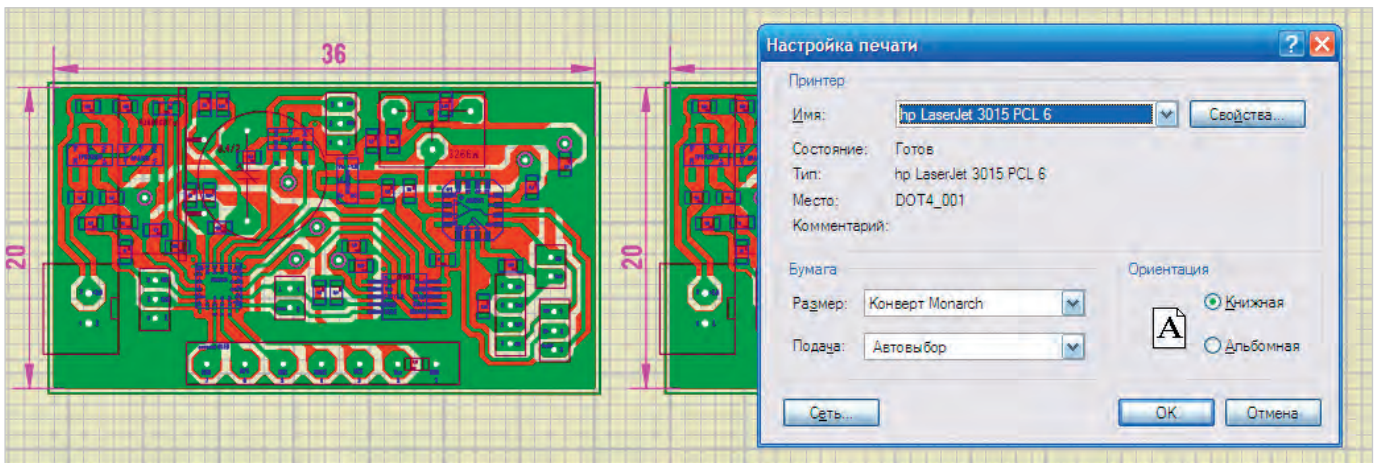 36
20
3266W
20
Настройка печати
Принтер
Имя: hp LaserJet 3015 PCL 6 Свойства...
Состояние: Готов
Тип: hp LaserJet 3015 PCL 6
Место: DOT4_001
Комментарий:
Бумага
Размер: Конверт Monarch
Подача: Автовыбор
Ориентация
A
Книжная
Альбомная
Сеть...
OK
Отмена